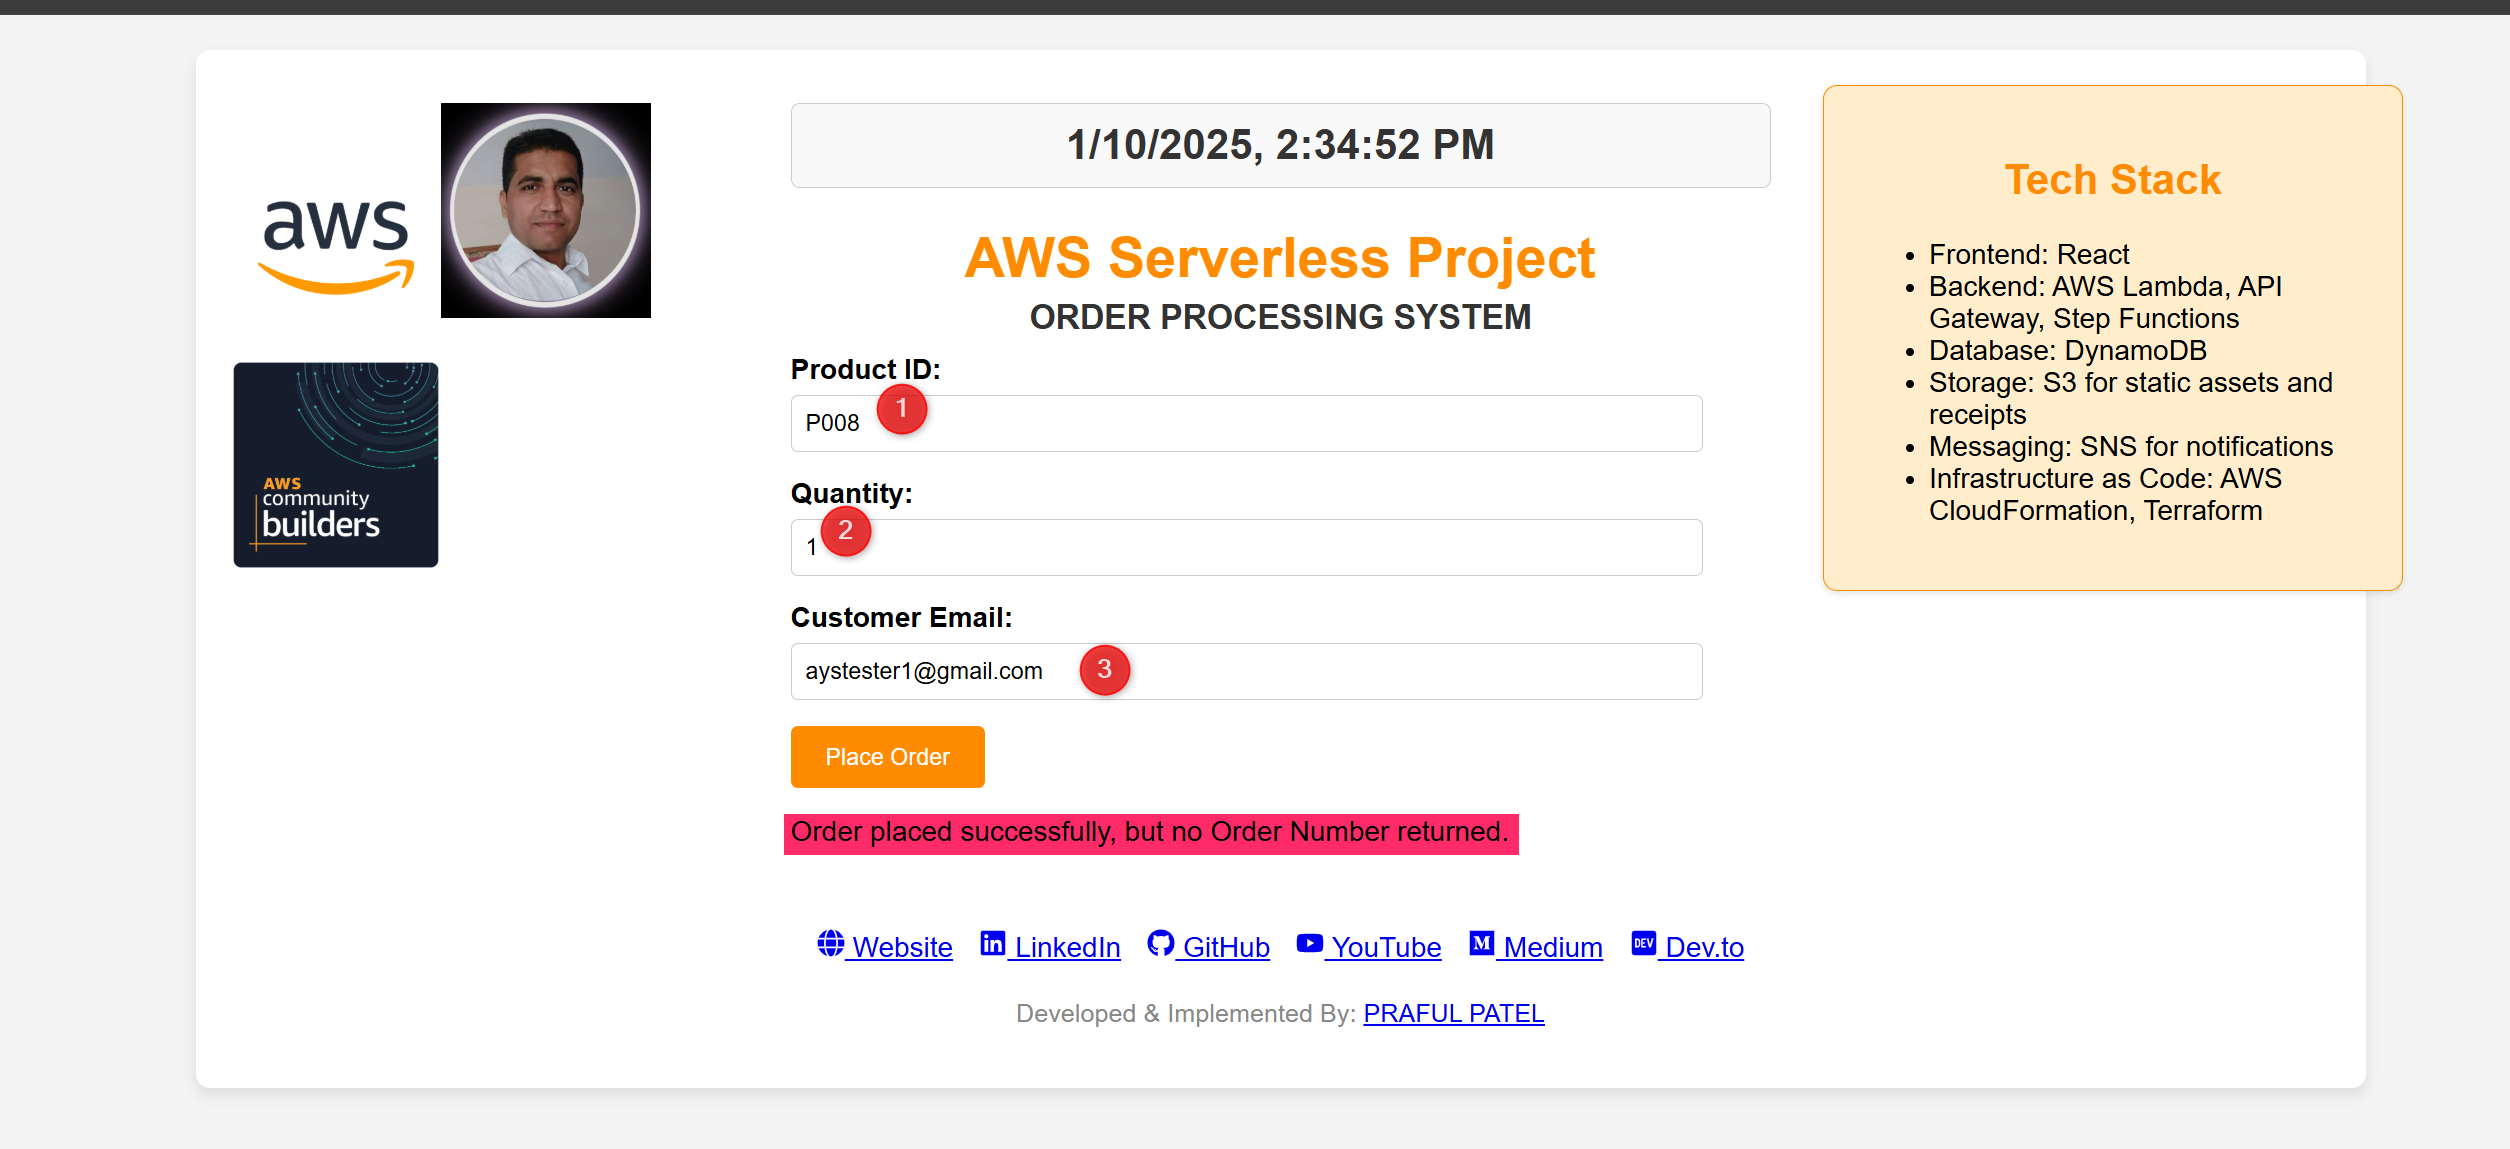 aws
AWS
community
builders
1/10/2025, 2:34:52 PM
AWS Serverless Project
ORDER PROCESSING SYSTEM
Product ID:
P008
1
Quantity:
1
2
Customer Email:
aystester1@gmail.com
3
Place Order
Order placed successfully, but no Order Number returned.
Website LinkedIn GitHub YouTube M Medium DEV Dev.to
Developed & Implemented By: PRAFUL PATEL
Tech Stack
• Frontend: React
• Backend: AWS Lambda, API
Gateway, Step Functions
• Database: DynamoDB
• Storage: S3 for static assets and
receipts
• Messaging: SNS for notifications
• Infrastructure as Code: AWS
CloudFormation, Terraform